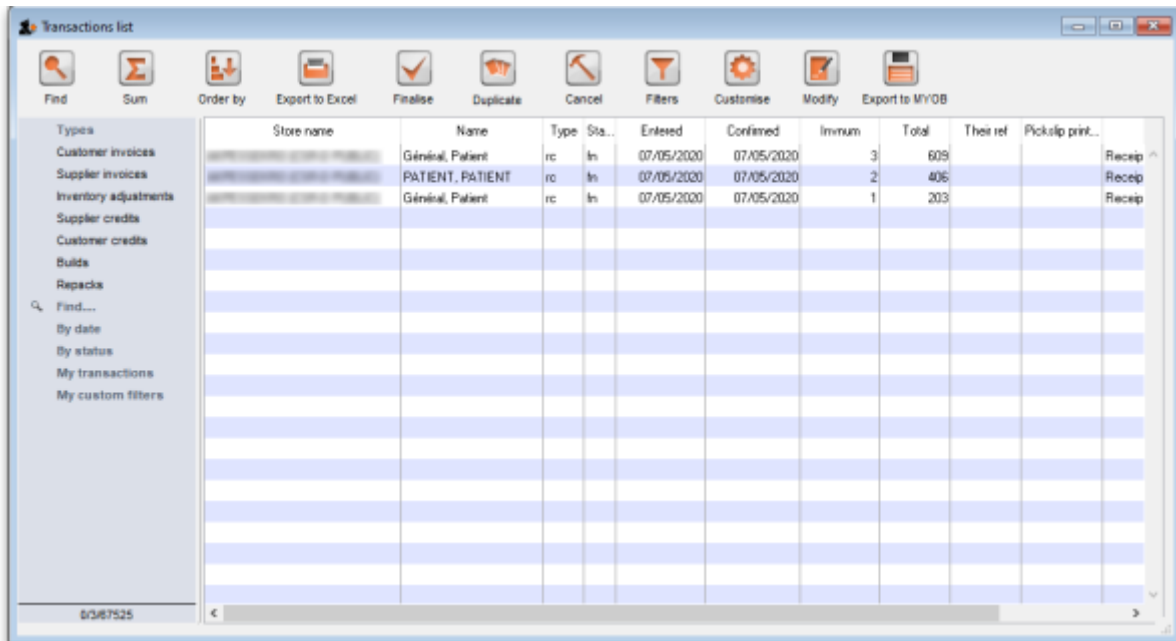 Transactions list
Find Sum Order by Export to Excel Finalise Duplicate Cancel Filters Customise Modify Export to MYOB
Types
Customer invoices
Supplier invoices
Inventory adjustments
Supplier credits
Customer credits
Builds
Repacks
Find....
By date
By status
My transactions
My custom filters
0/3/67525
Store name Name Type Sta... Entered Confirmed Invnum Total Their ref Pickslip print...
Général, Patient rc fn 07/05/2020 07/05/2020 3 609 Receip
PATIENT, PATIENT rc fn 07/05/2020 07/05/2020 2 406 Receip
Général, Patient rc fn 07/05/2020 07/05/2020 1 203 Receip